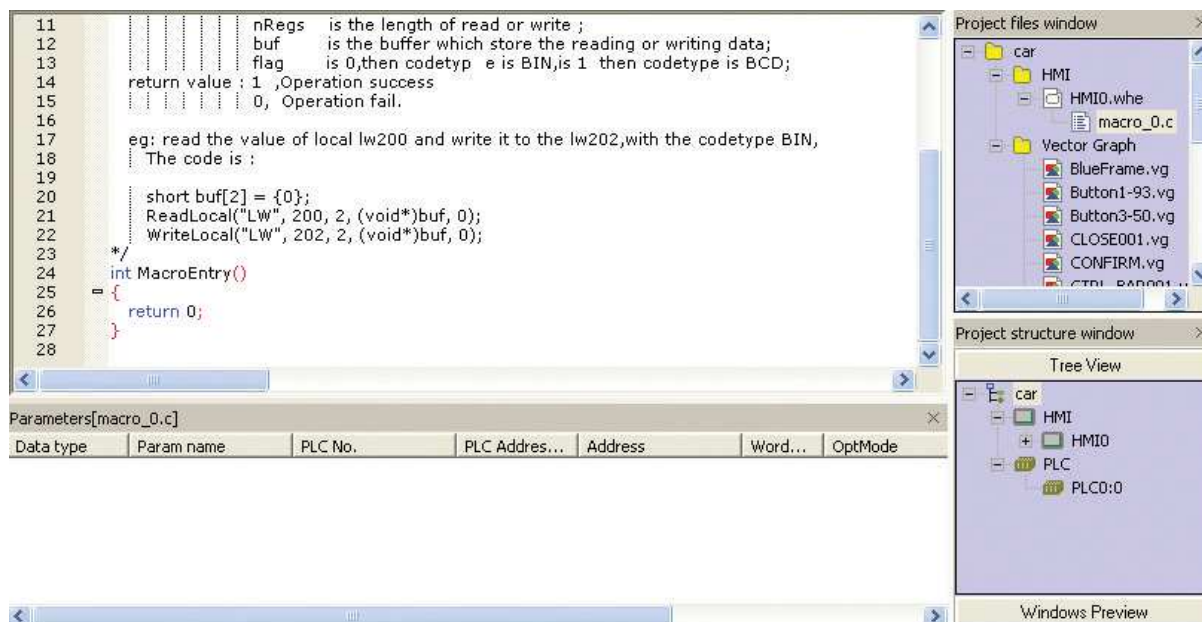 11 nRegs is the length of read or write ;
12 buf is the buffer which store the reading or writing data;
13 flag is 0,then codetyp e is BIN,is 1 then codetype is BCD;
14 return value : 1 ,Operation success
15 0, Operation fail.
16
17 eg: read the value of local lw200 and write it to the lw202,with the codetype BIN,
18 The code is :
19
20 short buf[2] = {0};
21 ReadLocal("LW", 200, 2, (void*)buf, 0);
22 WriteLocal("LW", 202, 2, (void*)buf, 0);
23 */
24 int MacroEntry()
25 {
26 return 0;
27 }
28
Parameters[macro_0.c]
Data type Param name PLC No. PLC Addres... Address Word... OptMode
Project files window
car
HMI
HMI0.whe
macro_0.c
Vector Graph
BlueFrame.vg
Button1-93.vg
Button3-50.vg
CLOSE001.vg
CONFIRM.vg
Project structure window
Tree View
car
HMI
HMI0
PLC
PLC0:0
Windows Preview